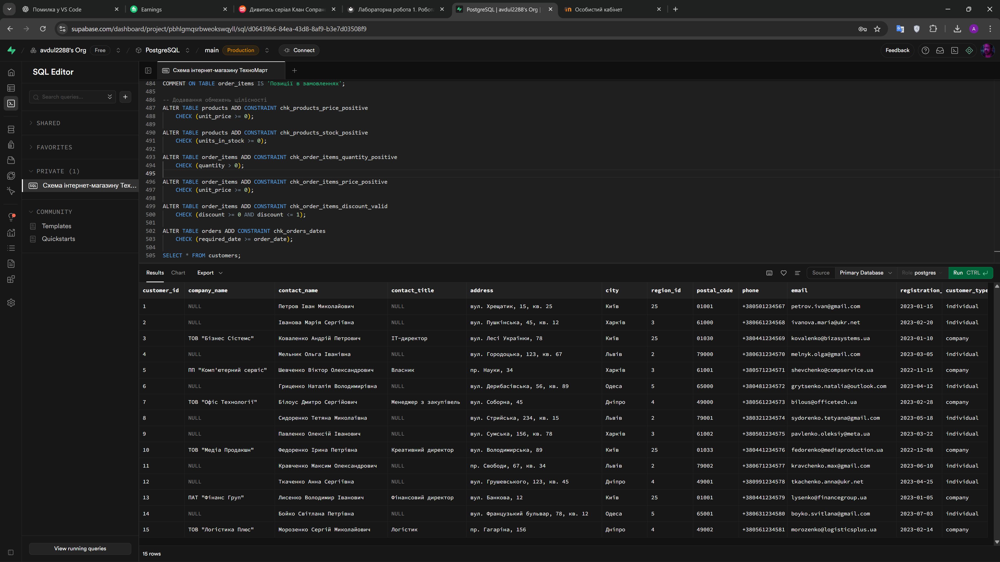 Помилка у VS Code
Earnings
Дивитись серіал Клан Сопран
Лабораторна робота 1. Робот
PostgreSQL | avdul2288's Org |
Особистий кабінет
supabase.com/dashboard/project/pbhlgmqsrbweokswqyll/sql/d06439b6-84ea-43d8-8af9-b3e7d03508f9
A
avdul2288's Org Free / PostgreSQL / main Production Connect
Feedback
SQL Editor
Схема інтернет-магазину ТехноМарт
Search queries...
SHARED
FAVORITES
PRIVATE (1)
Схема інтернет-магазину Тех...
COMMUNITY
Templates
Quickstarts
View running queries
484 COMMENT ON TABLE order_items IS 'Позиції в замовленнях';
485
486 -- Додавання обмежень цілісності
487 ALTER TABLE products ADD CONSTRAINT chk_products_price_positive
488 CHECK (unit_price >= 0);
489
490 ALTER TABLE products ADD CONSTRAINT chk_products_stock_positive
491 CHECK (units_in_stock >= 0);
492
493 ALTER TABLE order_items ADD CONSTRAINT chk_order_items_quantity_positive
494 CHECK (quantity > 0);
495
496 ALTER TABLE order_items ADD CONSTRAINT chk_order_items_price_positive
497 CHECK (unit_price >= 0);
498
499 ALTER TABLE order_items ADD CONSTRAINT chk_order_items_discount_valid
500 CHECK (discount >= 0 AND discount <= 1);
501
502 ALTER TABLE orders ADD CONSTRAINT chk_orders_dates
503 CHECK (required_date >= order_date);
504
505 SELECT * FROM customers;
Results Chart Export
Source Primary Database Role postgres Run CTRL
customer_id company_name contact_name contact_title address city region_id postal_code phone email registration_ customer_type
1 NULL Петров Іван Миколайович NULL вул. Хрещатик, 15, кв. 25 Київ 25 01001 +380501234567 petrov.ivan@gmail.com 2023-01-15 individual
2 NULL Іванова Марія Сергіївна NULL вул. Пушкінська, 45, кв. 12 Харків 3 61000 +380661234568 ivanova.maria@ukr.net 2023-02-20 individual
3 ТОВ "Бізнес Сістемс" Коваленко Андрій Петрович ІТ-директор вул. Лесі Українки, 78 Київ 25 01030 +380441234569 kovalenko@bizasystems.ua 2023-01-10 company
4 NULL Мельник Ольга Іванівна NULL вул. Городоцька, 123, кв. 67 Львів 2 79000 +380631234570 melnyk.olga@gmail.com 2023-03-05 individual
5 ПП "Комп'ютерний сервіс" Шевченко Віктор Олександрович Власник пр. Науки, 34 Харків 3 61001 +380571234571 shevchenko@compservice.ua 2022-11-15 company
6 NULL Гриценко Наталія Володимирівна NULL вул. Дерибасівська, 56, кв. 89 Одеса 5 65000 +380481234572 grytsenko.natalia@outlook.com 2023-04-12 individual
7 ТОВ "Офіс Технології" Білоус Дмитро Сергійович Менеджер з закупівель вул. Соборна, 45 Дніпро 4 49000 +380561234573 bilous@officetech.ua 2023-02-28 company
8 NULL Сидоренко Тетяна Миколаївна NULL вул. Стрийська, 234, кв. 15 Львів 2 79001 +380321234574 sydorenko.tetyana@gmail.com 2023-05-18 individual
9 NULL Павленко Олексій Іванович NULL вул. Сумська, 156, кв. 78 Харків 3 61002 +380501234575 pavlenko.oleksiy@meta.ua 2023-03-22 individual
10 ТОВ "Медіа Продакшн" Федоренко Ірина Петрівна Креативний директор вул. Володимирська, 89 Київ 25 01033 +380441234576 fedorenko@mediaproduction.ua 2022-12-08 company
11 NULL Кравченко Максим Олександрович NULL пр. Свободи, 67, кв. 34 Львів 2 79002 +380671234577 kravchenko.max@gmail.com 2023-06-10 individual
12 NULL Ткаченко Анна Сергіївна NULL вул. Грушевського, 123, кв. 45 Дніпро 4 49001 +380991234578 tkachenko.anna@ukr.net 2023-04-25 individual
13 ПАТ "Фінанс Груп" Лисенко Володимир Іванович Фінансовий директор вул. Банкова, 12 Київ 25 01001 +380441234579 lysenko@financegroup.ua 2023-01-05 company
14 NULL Бойко Світлана Петрівна NULL вул. Французький бульвар, 78, кв. 12 Одеса 5 65001 +380631234580 boyko.svitlana@gmail.com 2023-07-03 individual
15 ТОВ "Логістика Плюс" Морозенко Сергій Миколайович Логістик пр. Гагаріна, 156 Дніпро 4 49002 +380561234581 morozenko@logisticsplus.ua 2023-02-14 company
15 rows